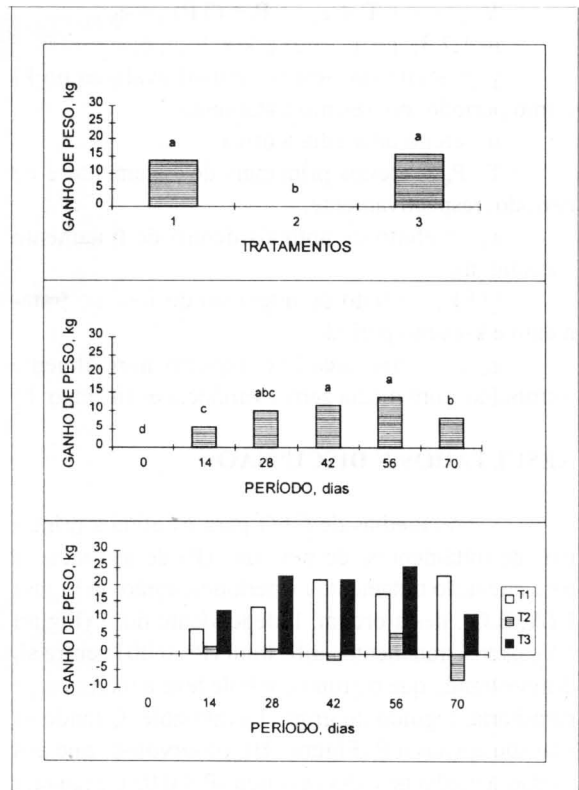 GANHO DE PESO, kg
30
25
20
15
10
5
0
a
b
a
1 2 3
TRATAMENTOS
GANHO DE PESO, kg
30
25
20
15
10
5
0
d
c
abc
a
a
b
0 14 28 42 56 70
PERÍODO, dias
GANHO DE PESO, kg
30
25
20
15
10
5
0
-5
-10
T1
T2
T3
0 14 28 42 56 70
PERÍODO, dias